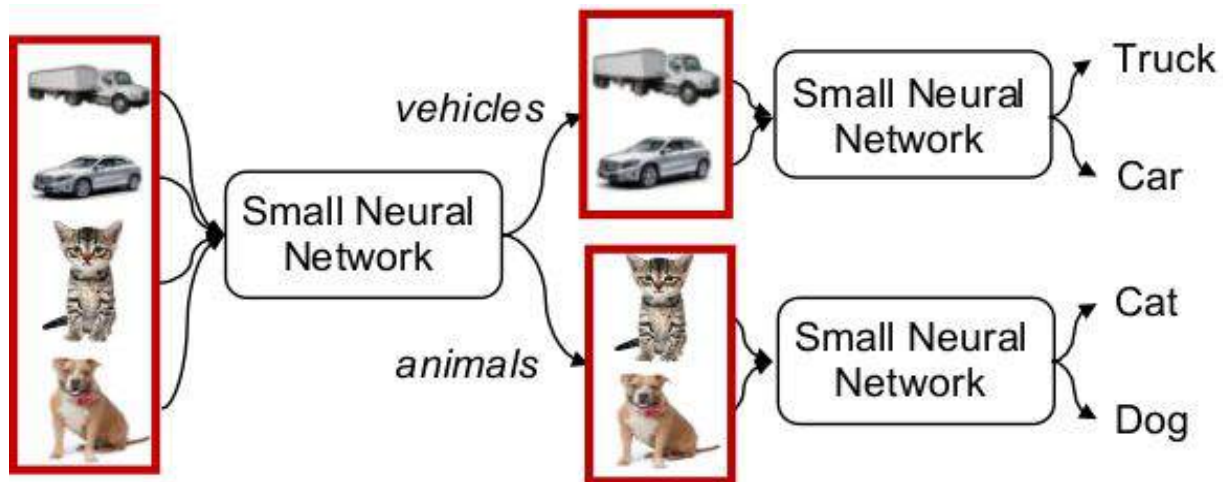 vehicles
Small Neural
Network
Truck
Car
Small Neural
Network
animals
Small Neural
Network
Cat
Dog